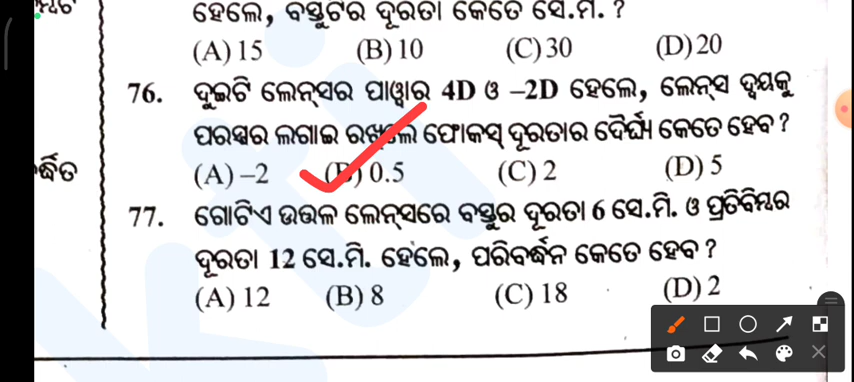 ହେଲେ, ବସ୍ତୁଟିର ଦୂରତା କେତେ ସେ.ମି. ?
(A) 15 (B) 10 (C) 30 (D) 20
76. ଦୁଇଟି ଲେନ୍ସର ପାଓ୍ୱାର 4D ଓ –2D ହେଲେ, ଲେନ୍ସ ଦ୍ୱୟକୁ
ପରସ୍ପର ଲଗାଇ ରଖିଲେ ଫୋକସ୍ ଦୂରତାର ଦୈର୍ଘ୍ୟ କେତେ ହେବ ?
(A) –2 (B) 0.5 (C) 2 (D) 5
77. ଗୋଟିଏ ଉତ୍ତଳ ଲେନ୍ସରେ ବସ୍ତୁର ଦୂରତା 6 ସେ.ମି. ଓ ପ୍ରତିବିମ୍ବର
ଦୂରତା 12 ସେ.ମି. ହେଲେ, ପରିବର୍ଦ୍ଧନ କେତେ ହେବ ?
(A) 12 (B) 8 (C) 18 (D) 2